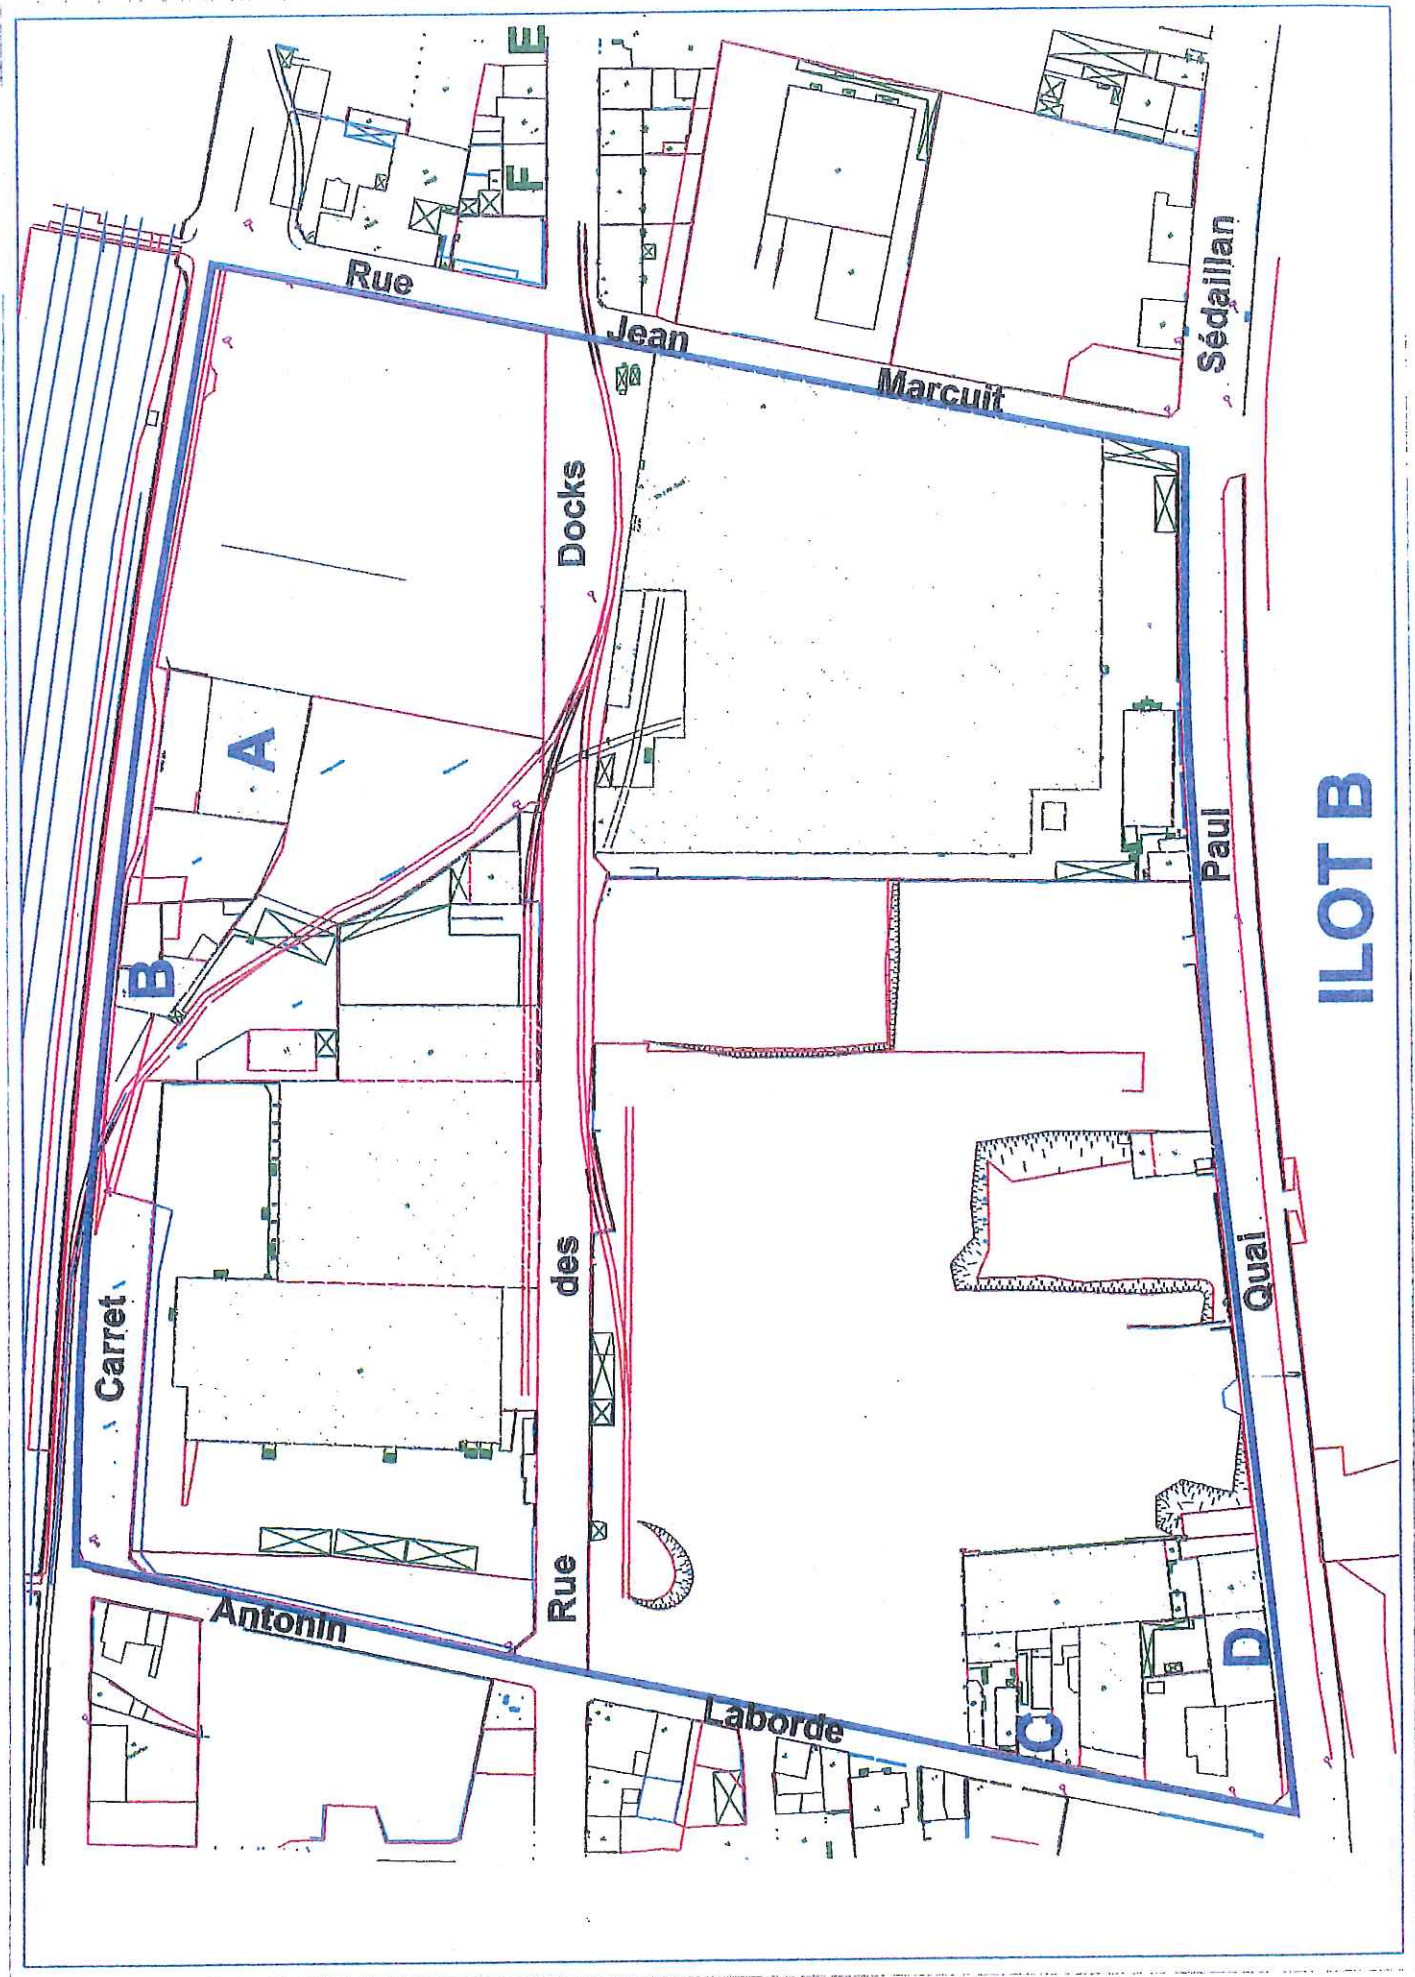 E
F
Rue
Jean
Marcuit
Sédaillan
Docks
A
B
Paul
ILOT B
Carret
des
Quai
Rue
Antonin
Laborde
C
D